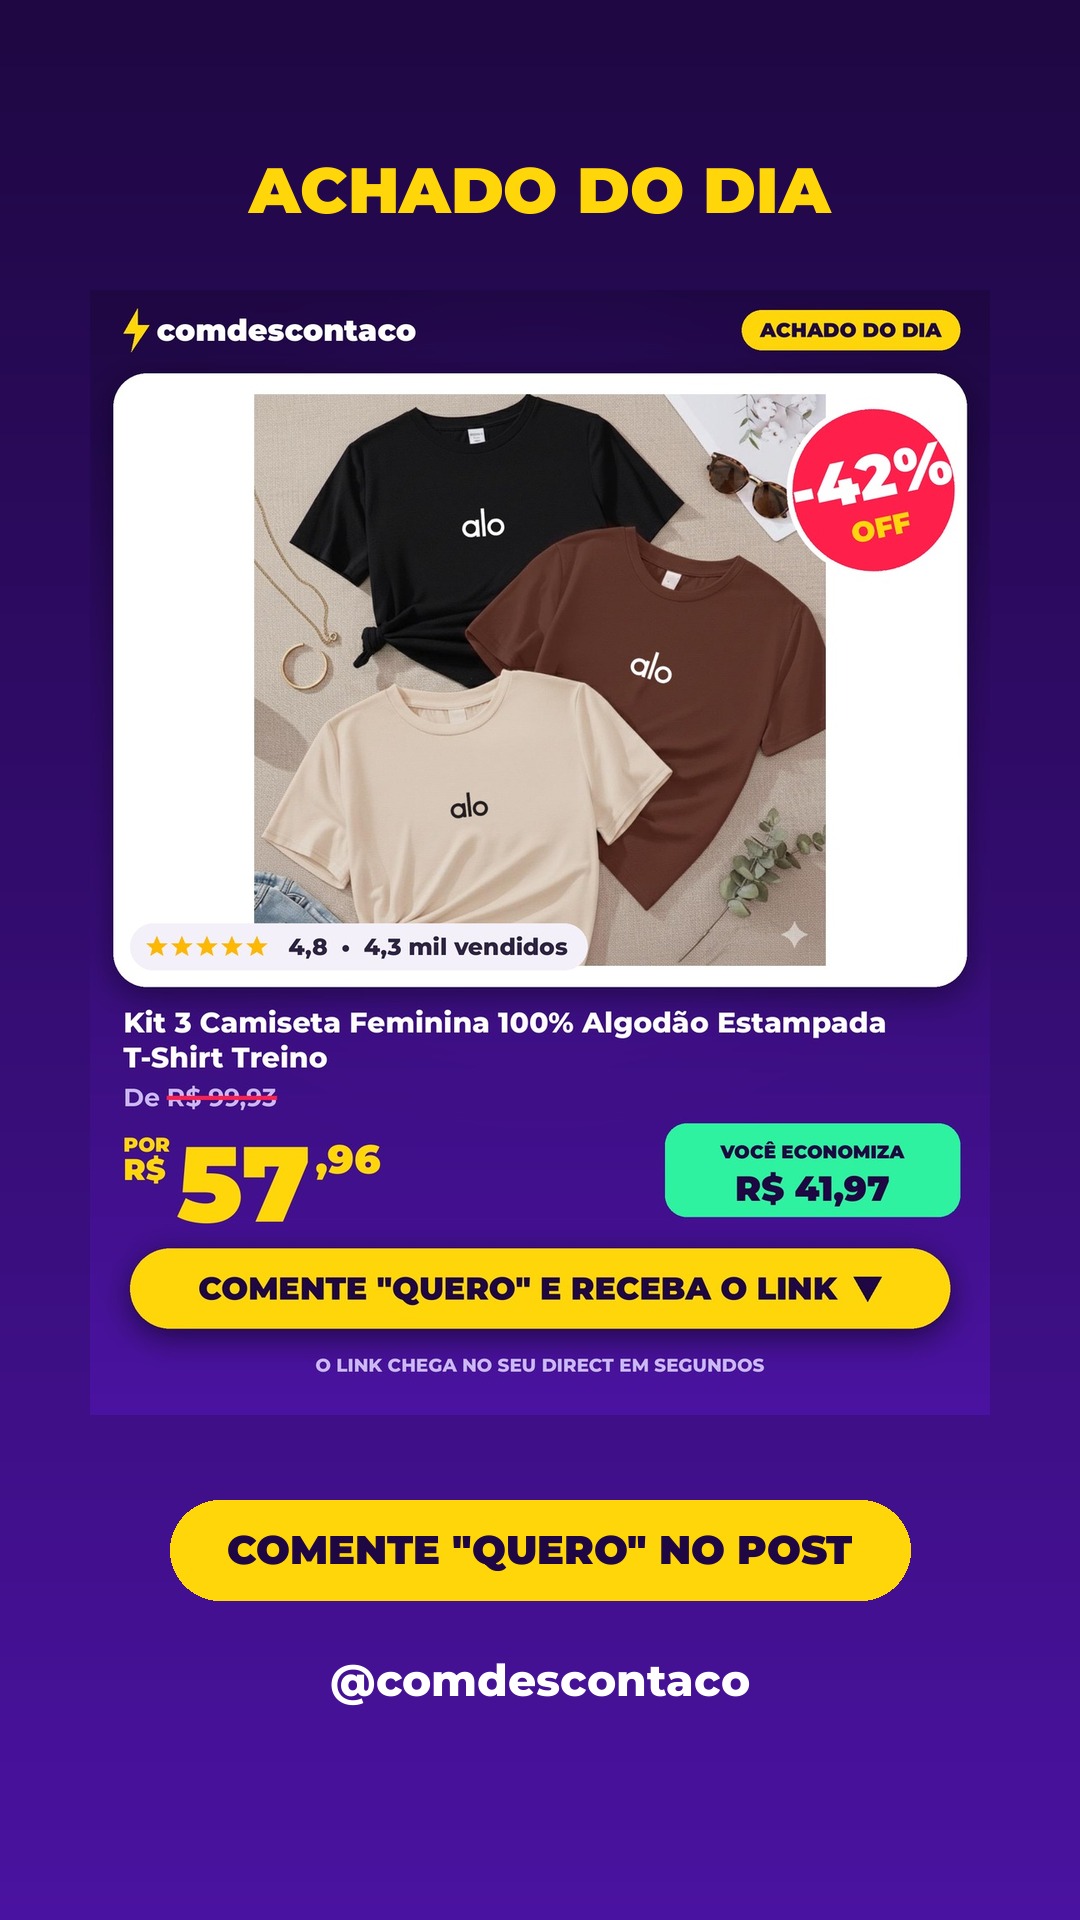 ACHADO DO DIA
comdescontaco
ACHADO DO DIA
-42%
OFF
alo
alo
alo
4,8 • 4,3 mil vendidos
Kit 3 Camiseta Feminina 100% Algodão Estampada
T-Shirt Treino
De R$ 99,93
POR
R$ 57,96
VOCÊ ECONOMIZA
R$ 41,97
COMENTE "QUERO" E RECEBA O LINK ▼
O LINK CHEGA NO SEU DIRECT EM SEGUNDOS
COMENTE "QUERO" NO POST
@comdescontaco